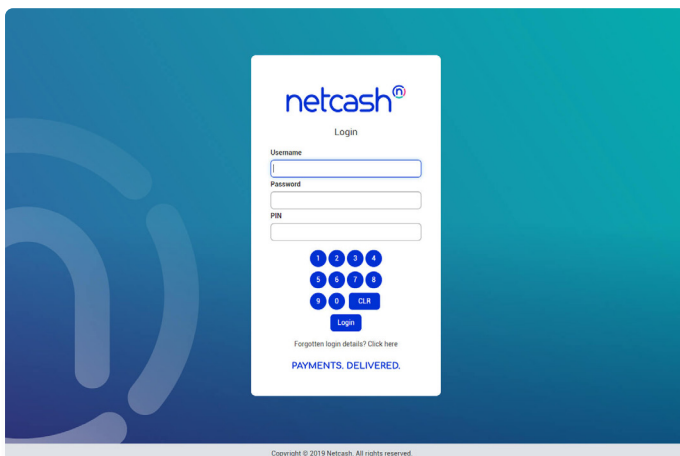 netcash n
Login
Username
Password
PIN
1 2 3 4
5 6 7 8
9 0 CLR
Login
Forgotten login details? Click here
PAYMENTS. DELIVERED.
Copyright © 2019 Netcash. All rights reserved.